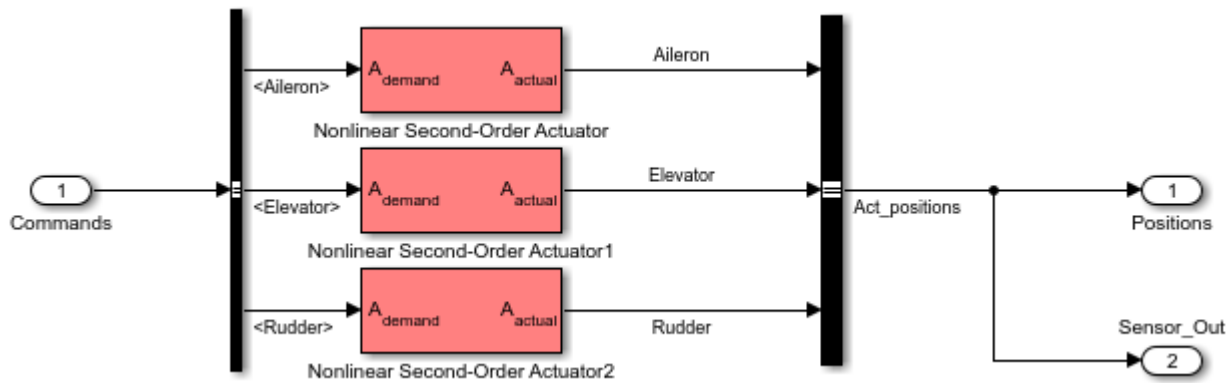 Aileron
<Aileron>
A demand
A actual
Nonlinear Second-Order Actuator
1
Commands
Elevator
<Elevator>
A demand
A actual
Nonlinear Second-Order Actuator1
Act_positions
1
Positions
Rudder
<Rudder>
A demand
A actual
Nonlinear Second-Order Actuator2
Sensor_Out
2